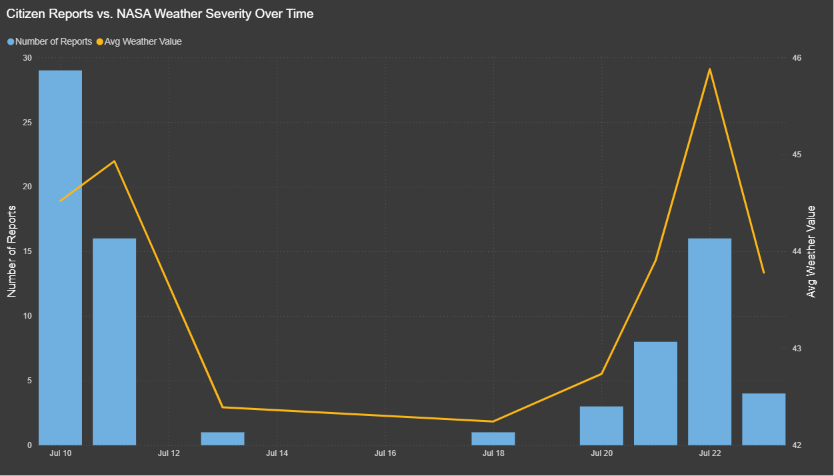 Citizen Reports vs. NASA Weather Severity Over Time
Number of Reports Avg Weather Value
30
25
20
15
10
5
0
Number of Reports
46
45
44
43
42
Avg Weather Value
Jul 10 Jul 12 Jul 14 Jul 16 Jul 18 Jul 20 Jul 22